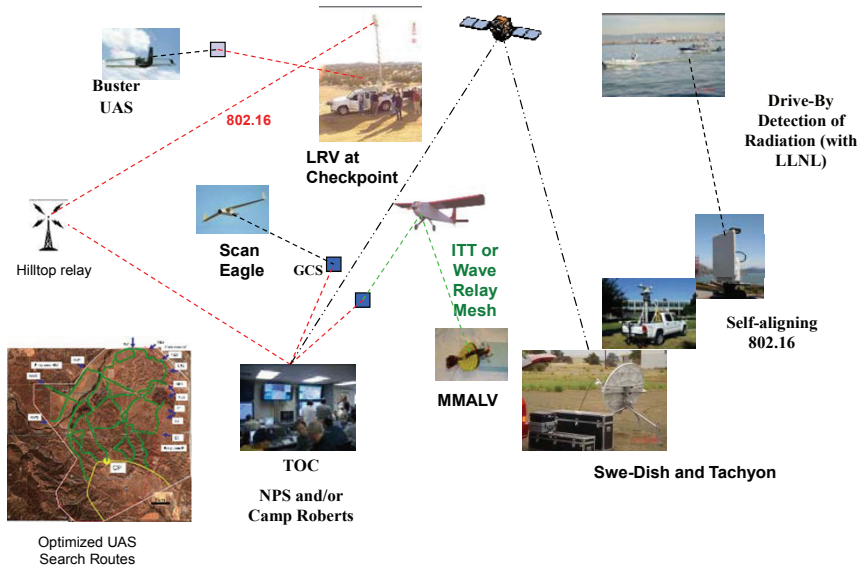 Buster
UAS
802.16
LRV at
Checkpoint
Drive-By
Detection of
Radiation (with
LLNL)
Hilltop relay
Scan
Eagle
GCS
ITT or
Wave
Relay
Mesh
Self-aligning
802.16
MMALV
CP
TOC
NPS and/or
Camp Roberts
Swe-Dish and Tachyon
Optimized UAS
Search Routes